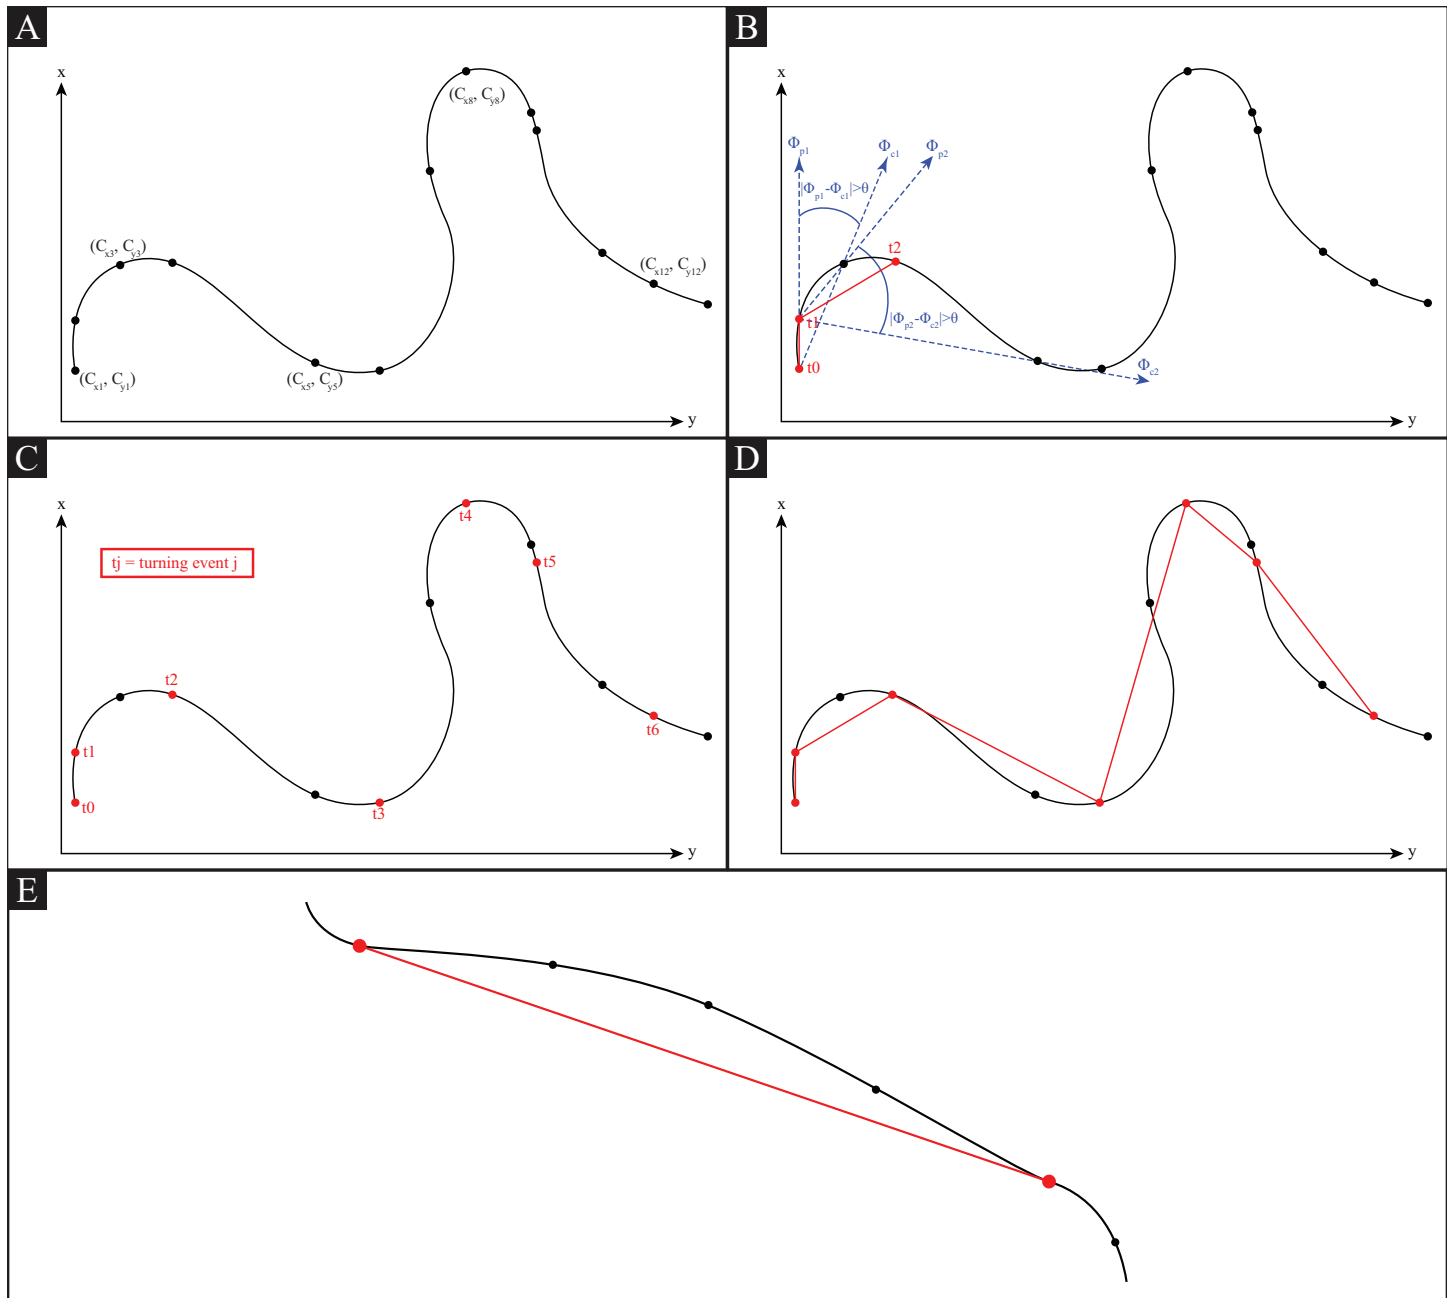 A
x
(Cx8, Cy8)
(Cx3, Cy3)
(Cx12, Cy12)
(Cx1, Cy1)
(Cx5, Cy5)
y
B
x
Φp1
Φc1
Φp2
|Φp1-Φc1|>θ
t2
t1
|Φp2-Φc2|>θ
t0
Φc2
y
C
x
t4
tj = turning event j
t5
t2
t6
t1
t0
t3
y
D
x
y
E